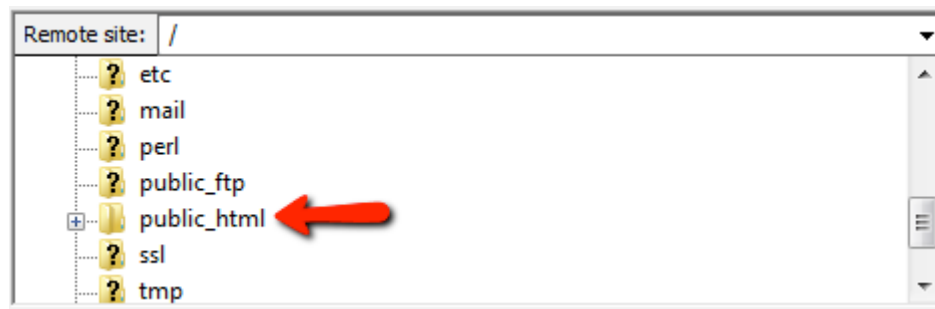 Remote site: /
etc
mail
perl
public_ftp
public_html
ssl
tmp